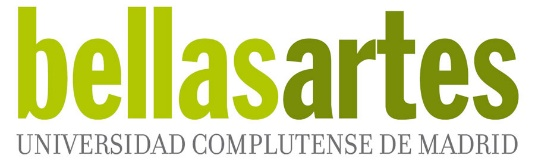 bellasartes
UNIVERSIDAD COMPLUTENSE DE MADRID